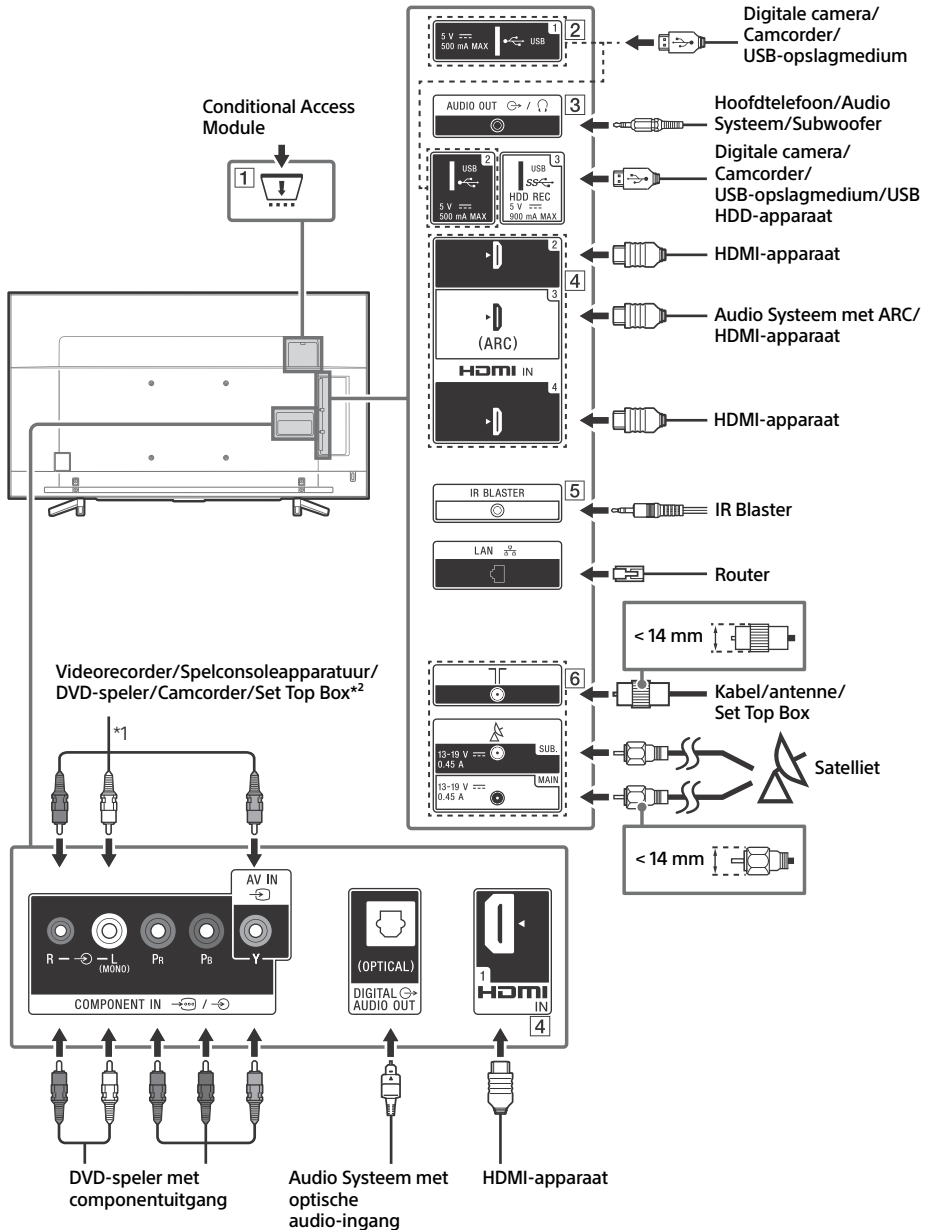 Conditional Access
Module
1
5 V
500 mA MAX
USB
1
2
Digitale camera/
Camcorder/
USB-opslagmedium
AUDIO OUT
/
3
Hoofdtelefoon/Audio
Systeem/Subwoofer
2
USB
5 V
500 mA MAX
3
USB
SS
HDD REC
5 V
900 mA MAX
Digitale camera/
Camcorder/
USB-opslagmedium/USB
HDD-apparaat
2
4
HDMI-apparaat
3
(ARC)
Audio Systeem met ARC/
HDMI-apparaat
HDMI IN
4
HDMI-apparaat
IR BLASTER
5
IR Blaster
LAN
Router
< 14 mm
6
Kabel/antenne/
Set Top Box
13-19 V
0.45 A
SUB.
13-19 V
0.45 A
MAIN
Satelliet
< 14 mm
Videorecorder/Spelconsoleapparatuur/
DVD-speler/Camcorder/Set Top Box*2
*1
AV IN
R — — L
(MONO)
PR
PB
Y
COMPONENT IN /
(OPTICAL)
DIGITAL
AUDIO OUT
1
HDMI
IN
4
DVD-speler met
componentuitgang
Audio Systeem met
optische
audio-ingang
HDMI-apparaat